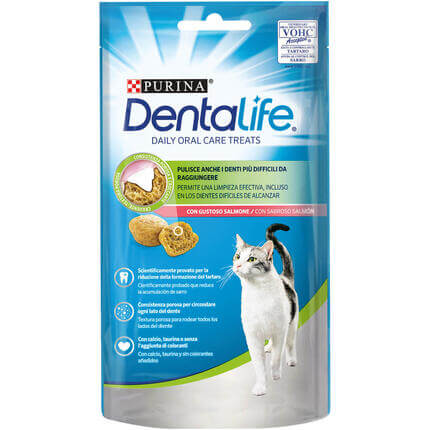 VOHC
Accepted
TARTARO
SARRO
PURINA
DentaLife®
DAILY ORAL CARE TREATS
PULISCE ANCHE I DENTI PIÙ DIFFICILI DA
RAGGIUNGERE
PERMITE UNA LIMPIEZA EFECTIVA, INCLUSO
EN LOS DIENTES DIFÍCILES DE ALCANZAR
CON GUSTOSO SALMONE / CON SABROSO SALMÓN
Scientificamente provato per la
riduzione della formazione del tartaro
Científicamente probado que reduce
la acumulación de sarro
Consistenza porosa per circondare
ogni lato del dente
Textura porosa para rodear todos los
lados del diente
Con calcio, taurina e senza
l'aggiunta di coloranti
Con calcio, taurina y sin colorantes
añadidos